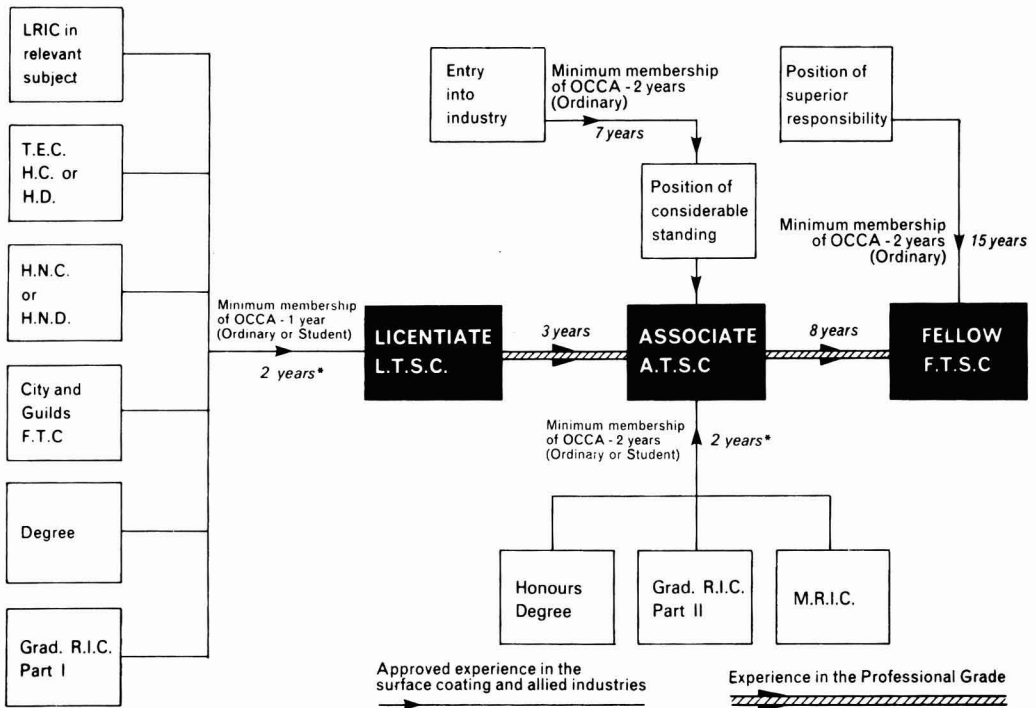 LRIC in
relevant
subject
T.E.C.
H.C. or
H.D.
H.N.C.
or
H.N.D.
City and
Guilds
F.T.C
Degree
Grad. R.I.C.
Part I
Minimum membership
of OCCA - 1 year
(Ordinary or Student)
2 years*
LICENTIATE
L.T.S.C.
3 years
Entry
into
industry
Minimum membership
of OCCA - 2 years
(Ordinary)
7 years
Position of
considerable
standing
ASSOCIATE
A.T.S.C
8 years
Position of
superior
responsibility
Minimum membership
of OCCA - 2 years
(Ordinary)
15 years
FELLOW
F.T.S.C
Minimum membership
of OCCA - 2 years
(Ordinary or Student)
2 years*
Honours
Degree
Grad. R.I.C.
Part II
M.R.I.C.
Approved experience in the
surface coating and allied industries
Experience in the Professional Grade